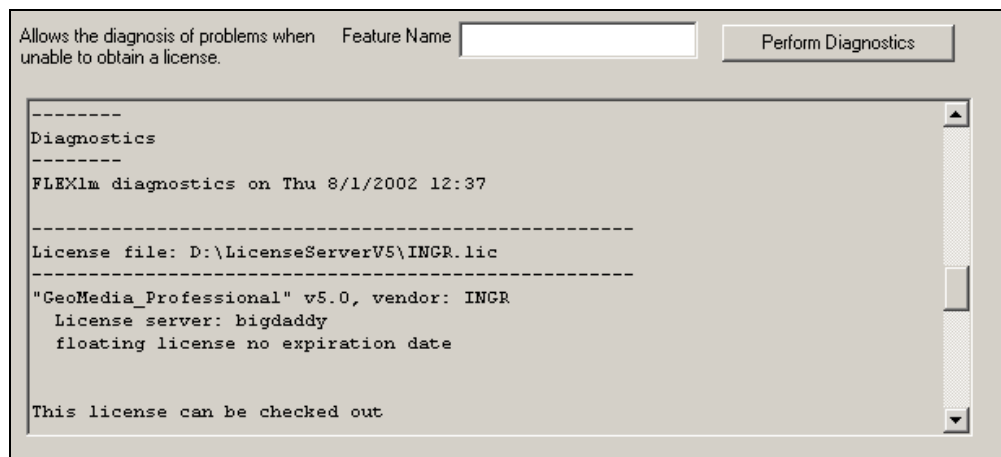 Allows the diagnosis of problems when
unable to obtain a license.
Feature Name
Perform Diagnostics
--------
Diagnostics
--------
FLEXlm diagnostics on Thu 8/1/2002 12:37
-----------------------------------------------------
License file: D:\LicenseServerV5\INGR.lic
-----------------------------------------------------
"GeoMedia_Professional" v5.0, vendor: INGR
License server: bigdaddy
floating license no expiration date
This license can be checked out